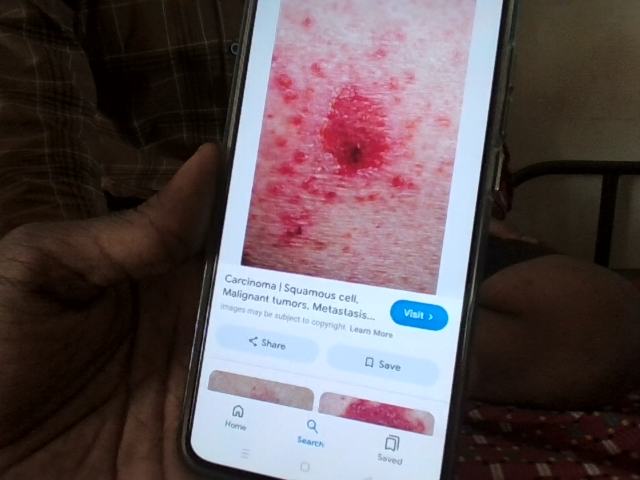 Carcinoma | Squamous cell,
Malignant tumors, Metastasis...
Visit >
Images may be subject to copyright. Learn More
Share
Save
Home
Search
Saved